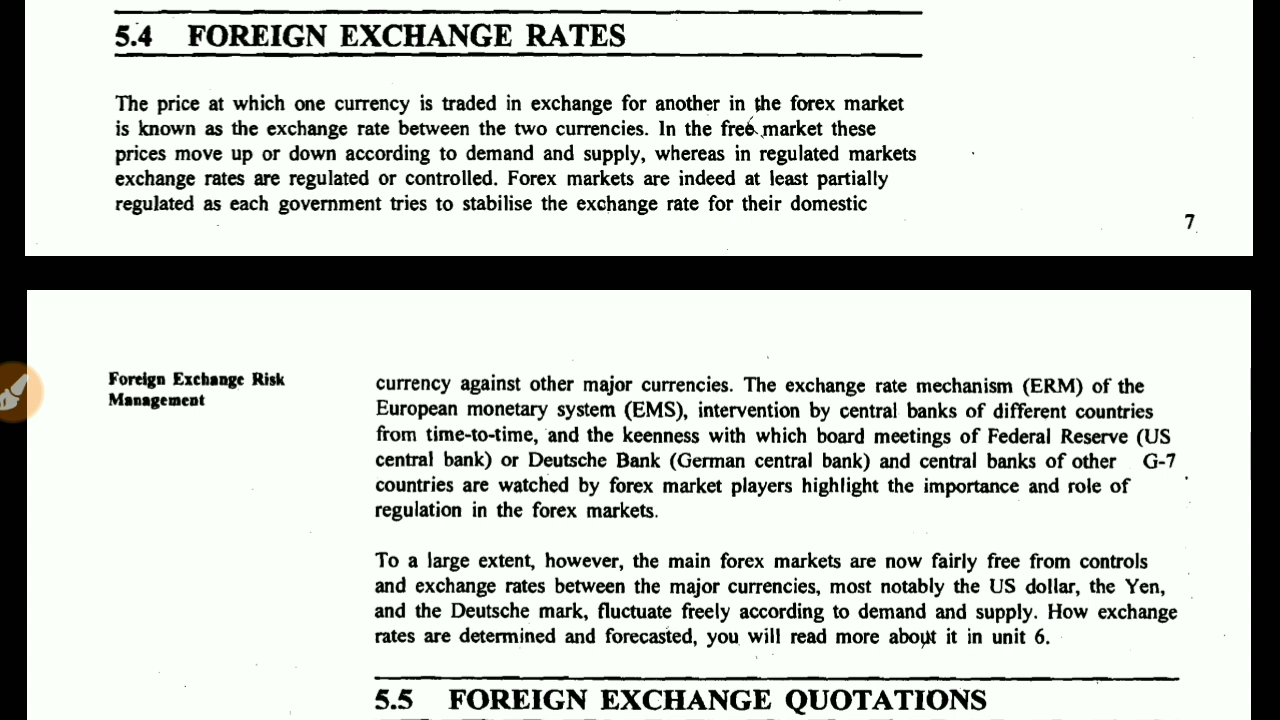 5.4 FOREIGN EXCHANGE RATES
The price at which one currency is traded in exchange for another in the forex market
is known as the exchange rate between the two currencies. In the free market these
prices move up or down according to demand and supply, whereas in regulated markets
exchange rates are regulated or controlled. Forex markets are indeed at least partially
regulated as each government tries to stabilise the exchange rate for their domestic
7
Foreign Exchange Risk
Management
currency against other major currencies. The exchange rate mechanism (ERM) of the
European monetary system (EMS), intervention by central banks of different countries
from time-to-time, and the keenness with which board meetings of Federal Reserve (US
central bank) or Deutsche Bank (German central bank) and central banks of other G-7
countries are watched by forex market players highlight the importance and role of
regulation in the forex markets.
To a large extent, however, the main forex markets are now fairly free from controls
and exchange rates between the major currencies, most notably the US dollar, the Yen,
and the Deutsche mark, fluctuate freely according to demand and supply. How exchange
rates are determined and forecasted, you will read more about it in unit 6.
5.5 FOREIGN EXCHANGE QUOTATIONS